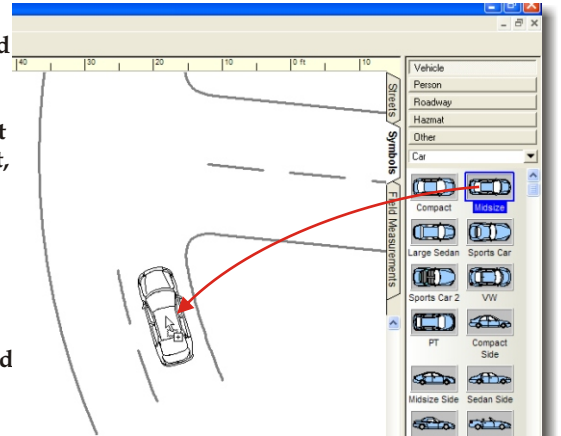 d
t
t,
d
40 30 20 10 0 ft 10
Streets
Symbols
Field Measurements
Vehicle
Person
Roadway
Hazmat
Other
Car
Compact Midsize
Large Sedan Sports Car
Sports Car 2 VW
PT Compact Side
Midsize Side Sedan Side